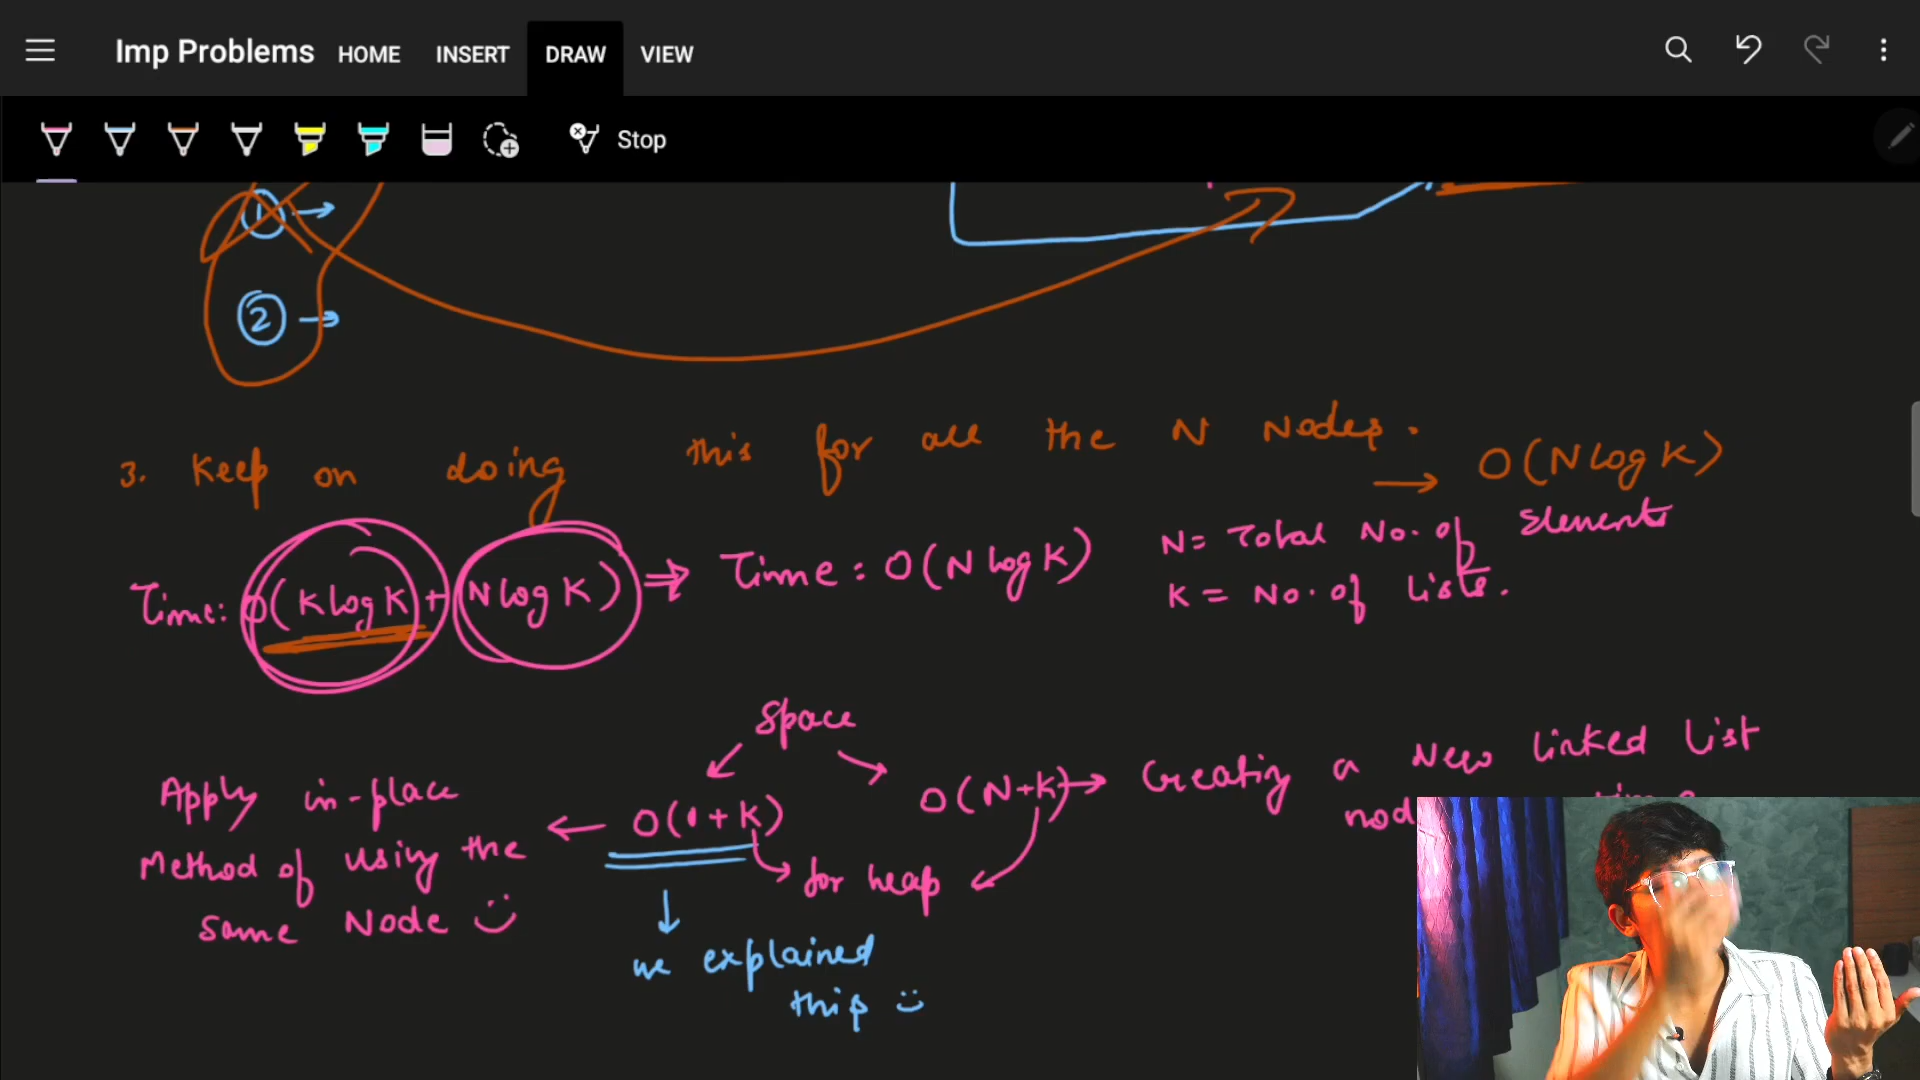 Imp Problems HOME INSERT DRAW VIEW
Stop
1
2
3. Keep on doing this for all the N Nodes. → O(N log K)
Time: O(K log K + N log K) ⇒ Time: O(N log K)
N = Total No. of Elements
K = No. of lists.
Space
Apply in-place
Method of using the
same Node
← O(1+K)
for heap
O(N+K) → Creating a New linked list
we explained
this